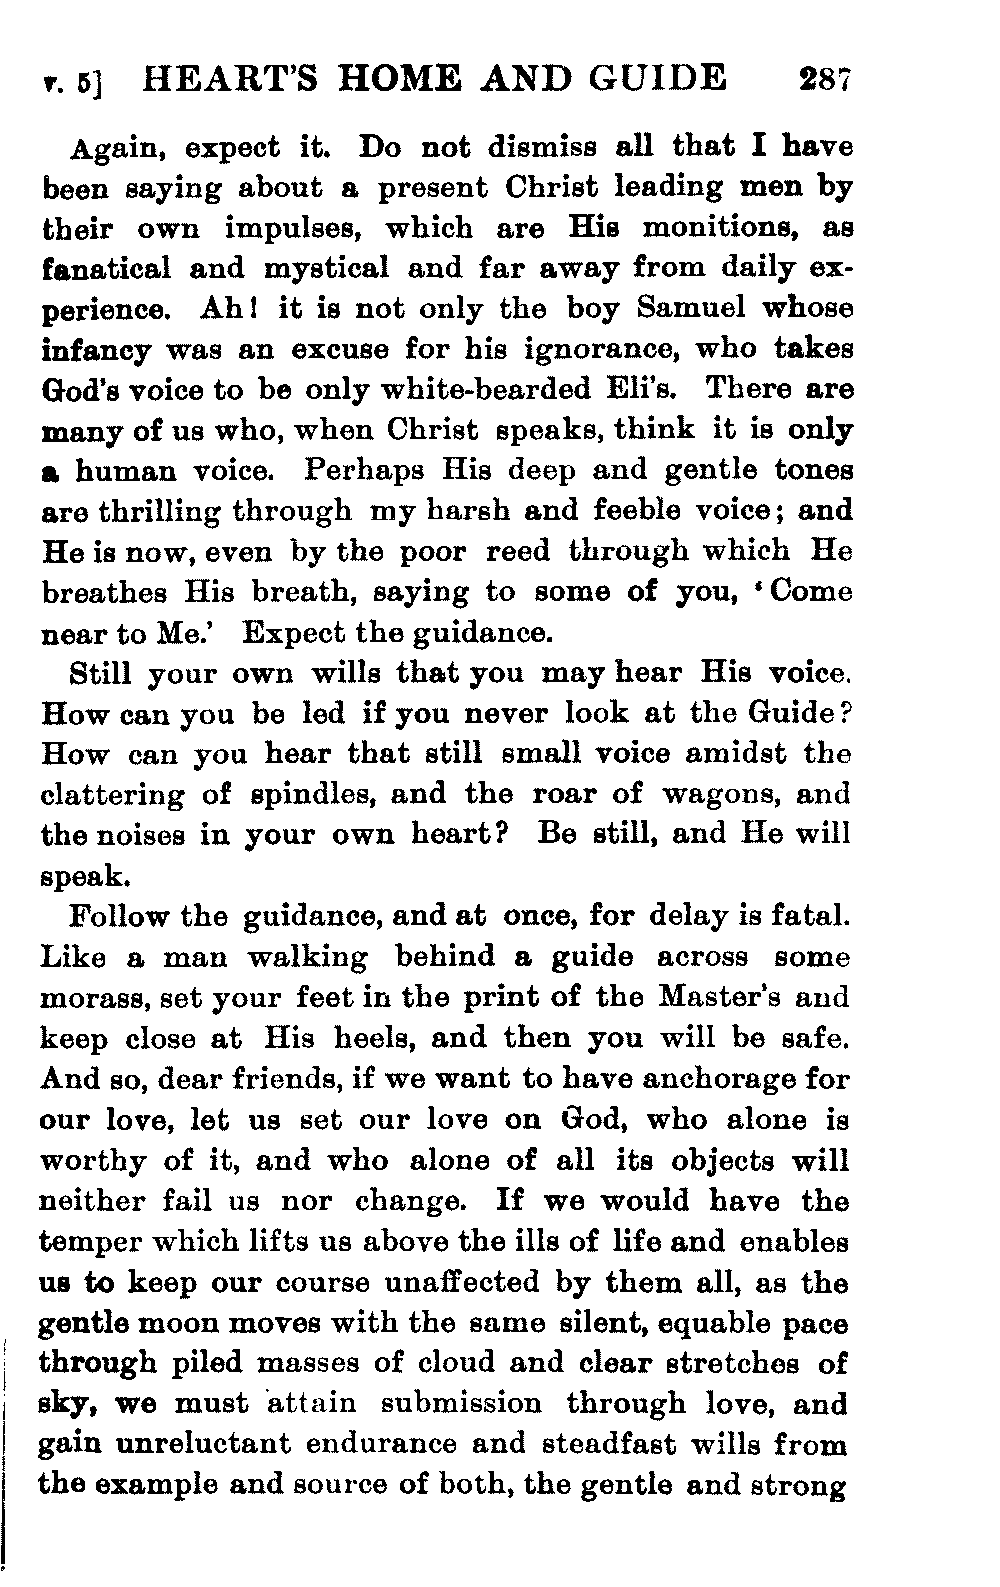 v. 5] HEART'S HOME AND GUIDE 287
Again, expect it. Do not dismiss all that I have
been saying about a present Christ leading men by
their own impulses, which are His monitions, as
fanatical and mystical and far away from daily ex-
perience. Ah! it is not only the boy Samuel whose
infancy was an excuse for his ignorance, who takes
God's voice to be only white-bearded Eli's. There are
many of us who, when Christ speaks, think it is only
a human voice. Perhaps His deep and gentle tones
are thrilling through my harsh and feeble voice; and
He is now, even by the poor reed through which He
breathes His breath, saying to some of you, ‘Come
near to Me.’ Expect the guidance.
Still your own wills that you may hear His voice.
How can you be led if you never look at the Guide?
How can you hear that still small voice amidst the
clattering of spindles, and the roar of wagons, and
the noises in your own heart? Be still, and He will
speak.
Follow the guidance, and at once, for delay is fatal.
Like a man walking behind a guide across some
morass, set your feet in the print of the Master's and
keep close at His heels, and then you will be safe.
And so, dear friends, if we want to have anchorage for
our love, let us set our love on God, who alone is
worthy of it, and who alone of all its objects will
neither fail us nor change. If we would have the
temper which lifts us above the ills of life and enables
us to keep our course unaffected by them all, as the
gentle moon moves with the same silent, equable pace
through piled masses of cloud and clear stretches of
sky, we must attain submission through love, and
gain unreluctant endurance and steadfast wills from
the example and source of both, the gentle and strong